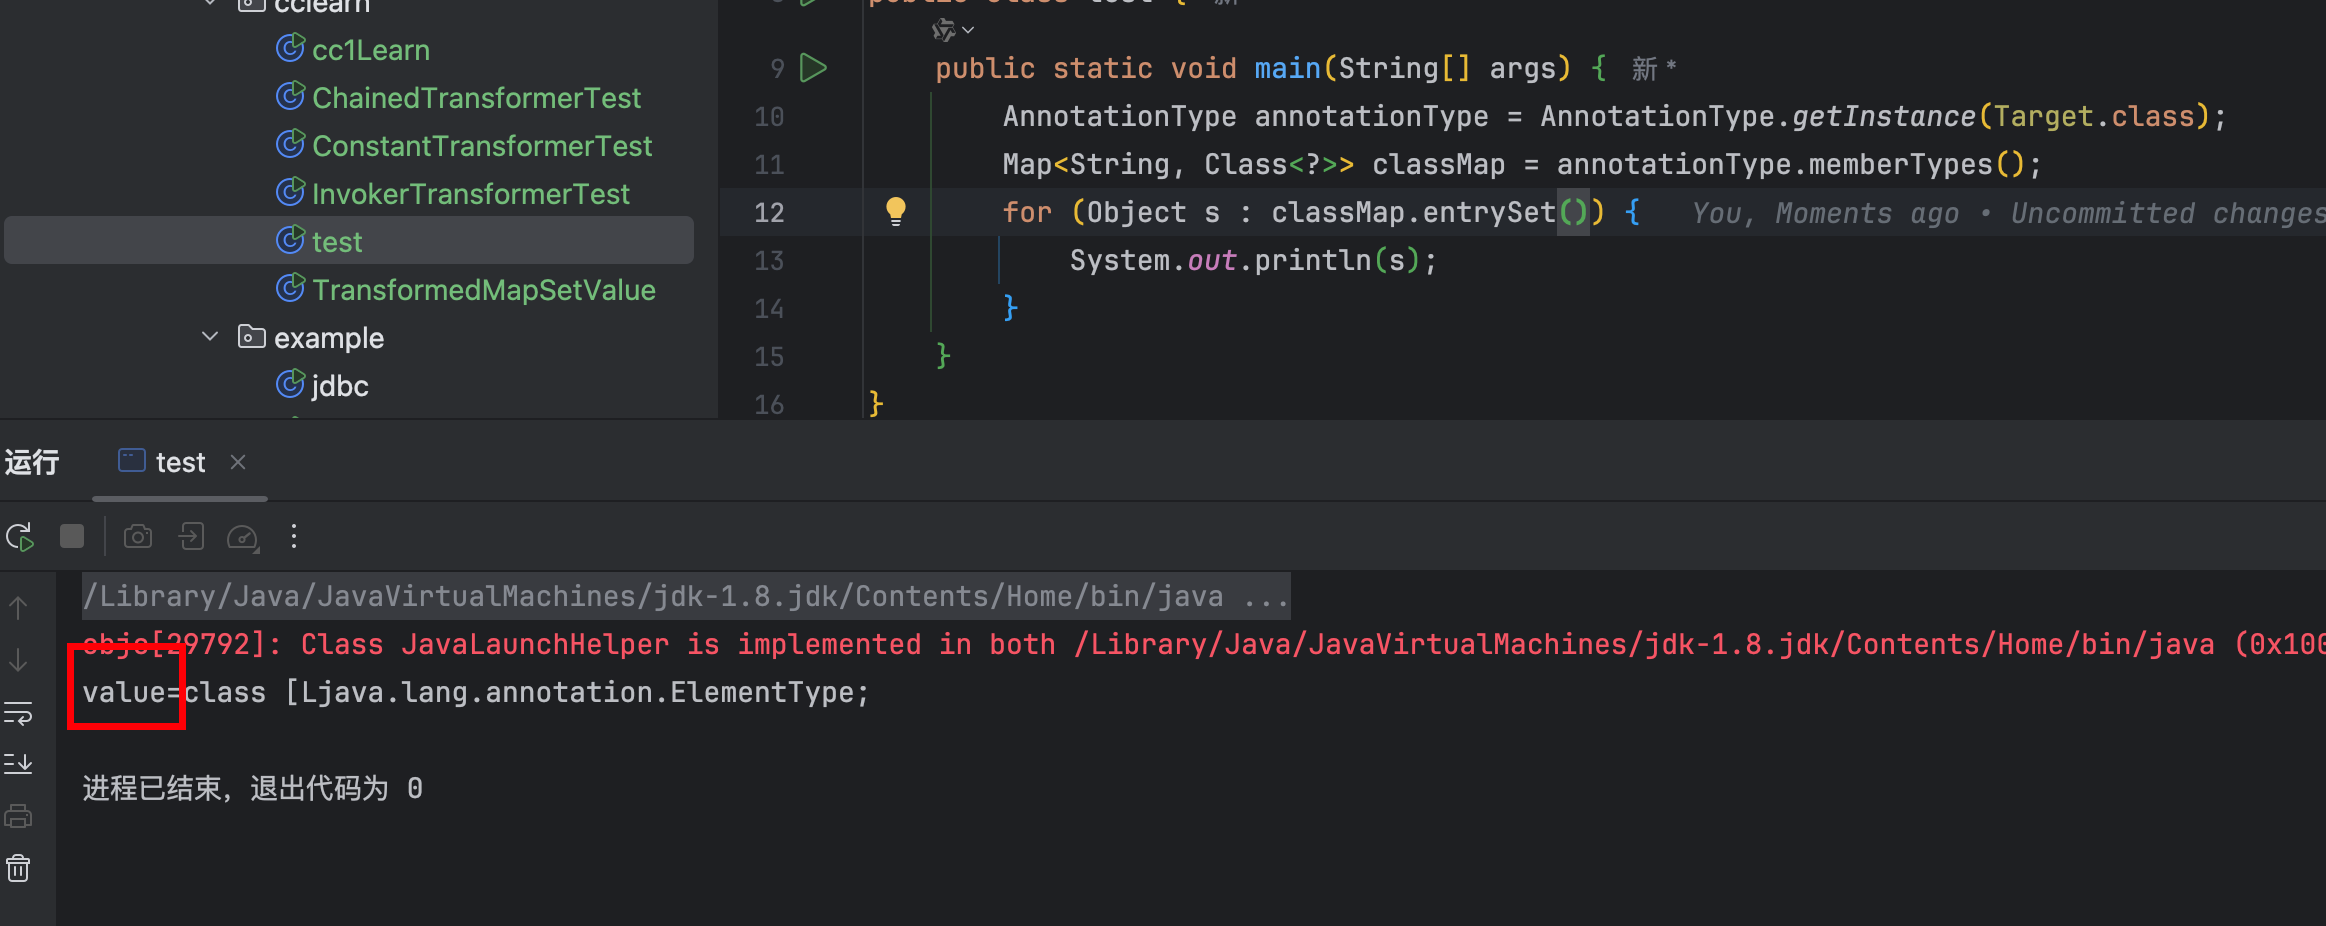 cclearn
cc1Learn
ChainedTransformerTest
ConstantTransformerTest
InvokerTransformerTest
test
TransformedMapSetValue
example
jdbc
public class test { 新 *
9 public static void main(String[] args) { 新 *
10 AnnotationType annotationType = AnnotationType.getInstance(Target.class);
11 Map<String, Class<?>> classMap = annotationType.memberTypes();
12 for (Object s : classMap.entrySet()) { You, Moments ago • Uncommitted changes
13 System.out.println(s);
14 }
15 }
16 }
运行 test
/Library/Java/JavaVirtualMachines/jdk-1.8.jdk/Contents/Home/bin/java ...
objc[29792]: Class JavaLaunchHelper is implemented in both /Library/Java/JavaVirtualMachines/jdk-1.8.jdk/Contents/Home/bin/java (0x100
value=class [Ljava.lang.annotation.ElementType;
进程已结束，退出代码为 0